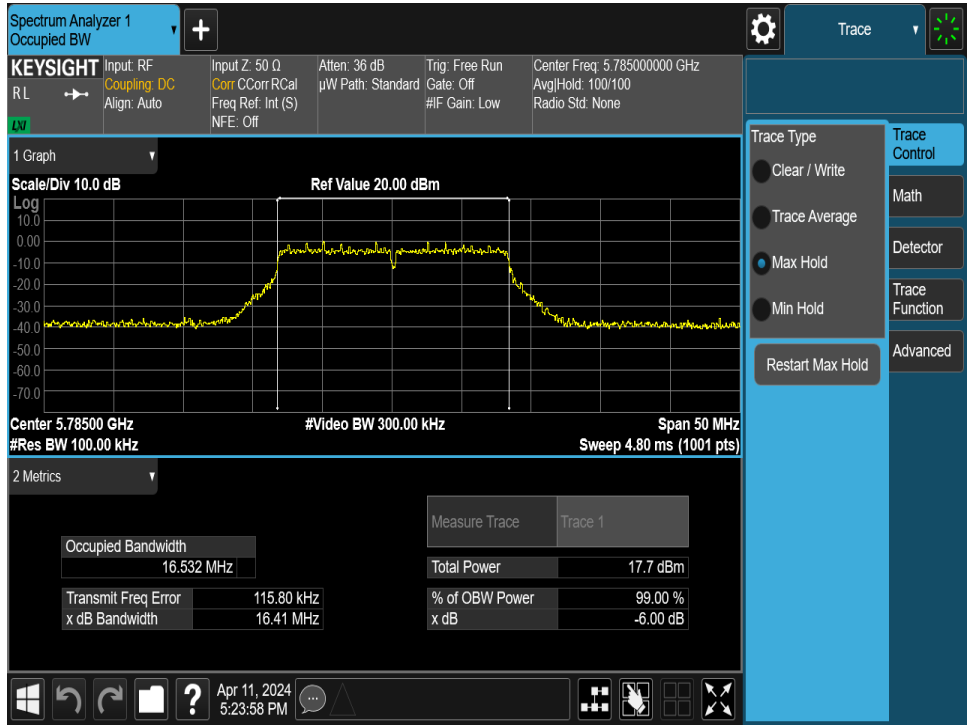 Spectrum Analyzer 1
Occupied BW
+
Trace
KEYSIGHT
RL
LXI
Input: RF
Coupling: DC
Align: Auto
Input Z: 50 Ω
Corr CCorr RCal
Freq Ref: Int (S)
NFE: Off
Atten: 36 dB
µW Path: Standard
Trig: Free Run
Gate: Off
#IF Gain: Low
Center Freq: 5.785000000 GHz
Avg|Hold: 100/100
Radio Std: None
1 Graph
Scale/Div 10.0 dB
Ref Value 20.00 dBm
Log
10.0
0.00
-10.0
-20.0
-30.0
-40.0
-50.0
-60.0
-70.0
Center 5.78500 GHz
#Video BW 300.00 kHz
Span 50 MHz
#Res BW 100.00 kHz
Sweep 4.80 ms (1001 pts)
2 Metrics
Measure Trace
Trace 1
Occupied Bandwidth
16.532 MHz
Total Power
17.7 dBm
Transmit Freq Error
115.80 kHz
% of OBW Power
99.00 %
x dB Bandwidth
16.41 MHz
x dB
-6.00 dB
Trace Type
Clear / Write
Trace Average
Max Hold
Min Hold
Restart Max Hold
Trace
Control
Math
Detector
Trace
Function
Advanced
?
Apr 11, 2024
5:23:58 PM